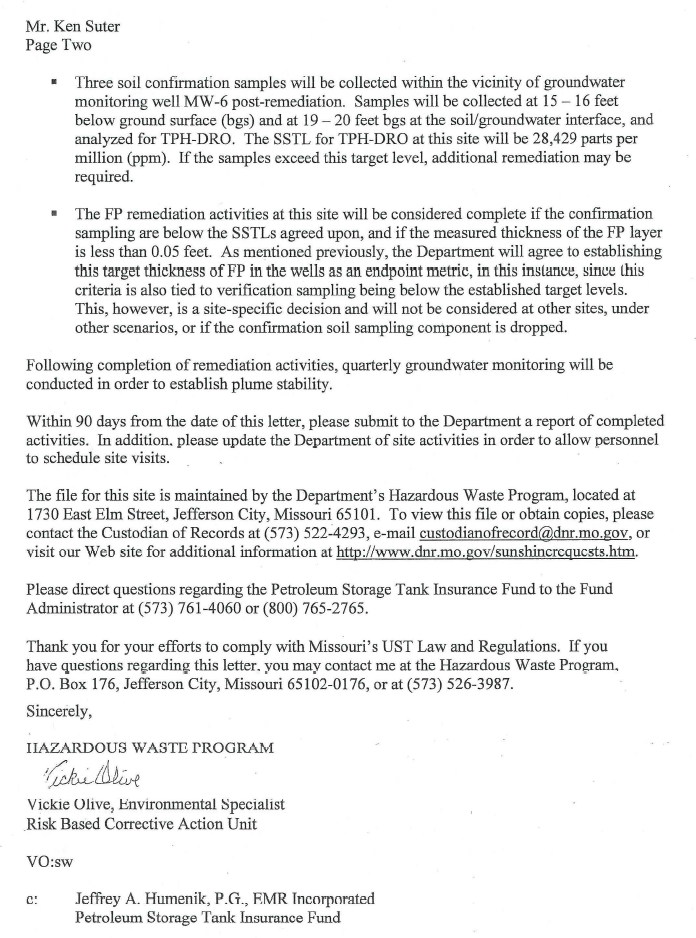 Mr. Ken Suter
Page Two
▪ Three soil confirmation samples will be collected within the vicinity of groundwater
monitoring well MW-6 post-remediation. Samples will be collected at 15 – 16 feet
below ground surface (bgs) and at 19 – 20 feet bgs at the soil/groundwater interface, and
analyzed for TPH-DRO. The SSTL for TPH-DRO at this site will be 28,429 parts per
million (ppm). If the samples exceed this target level, additional remediation may be
required.
▪ The FP remediation activities at this site will be considered complete if the confirmation
sampling are below the SSTLs agreed upon, and if the measured thickness of the FP layer
is less than 0.05 feet. As mentioned previously, the Department will agree to establishing
this target thickness of FP in the wells as an endpoint metric, in this instance, since this
criteria is also tied to verification sampling being below the established target levels.
This, however, is a site-specific decision and will not be considered at other sites, under
other scenarios, or if the confirmation soil sampling component is dropped.
Following completion of remediation activities, quarterly groundwater monitoring will be
conducted in order to establish plume stability.
Within 90 days from the date of this letter, please submit to the Department a report of completed
activities. In addition, please update the Department of site activities in order to allow personnel
to schedule site visits.
The file for this site is maintained by the Department's Hazardous Waste Program, located at
1730 East Elm Street, Jefferson City, Missouri 65101. To view this file or obtain copies, please
contact the Custodian of Records at (573) 522-4293, e-mail custodianofrecord@dnr.mo.gov, or
visit our Web site for additional information at http://www.dnr.mo.gov/sunshinerequests.htm.
Please direct questions regarding the Petroleum Storage Tank Insurance Fund to the Fund
Administrator at (573) 761-4060 or (800) 765-2765.
Thank you for your efforts to comply with Missouri's UST Law and Regulations. If you
have questions regarding this letter, you may contact me at the Hazardous Waste Program,
P.O. Box 176, Jefferson City, Missouri 65102-0176, or at (573) 526-3987.
Sincerely,
HAZARDOUS WASTE PROGRAM
Vickie Olive
Vickie Olive, Environmental Specialist
Risk Based Corrective Action Unit
VO:sw
c: Jeffrey A. Humenik, P.G., EMR Incorporated
Petroleum Storage Tank Insurance Fund